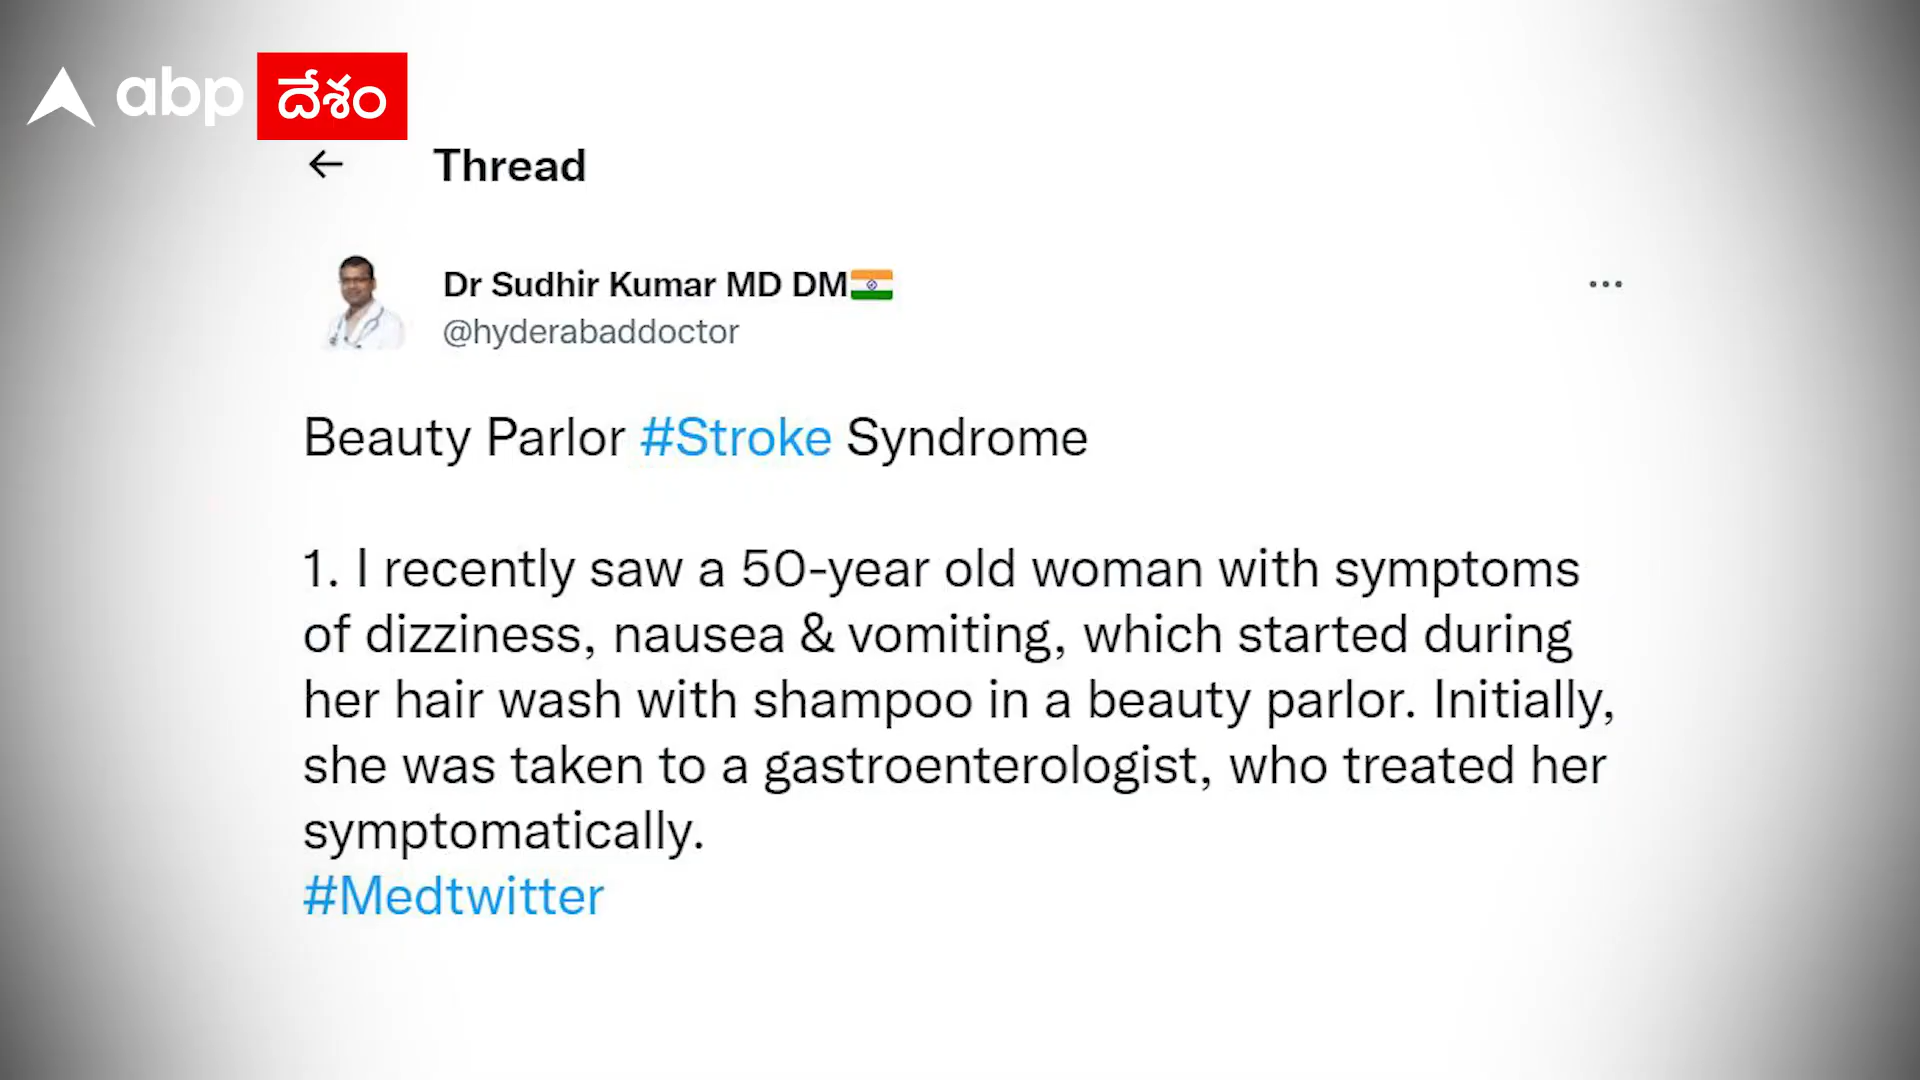 abp దేశం
← Thread
Dr Sudhir Kumar MD DM🇮🇳
@hyderabaddoctor
Beauty Parlor #Stroke Syndrome
1. I recently saw a 50-year old woman with symptoms
of dizziness, nausea & vomiting, which started during
her hair wash with shampoo in a beauty parlor. Initially,
she was taken to a gastroenterologist, who treated her
symptomatically.
#Medtwitter